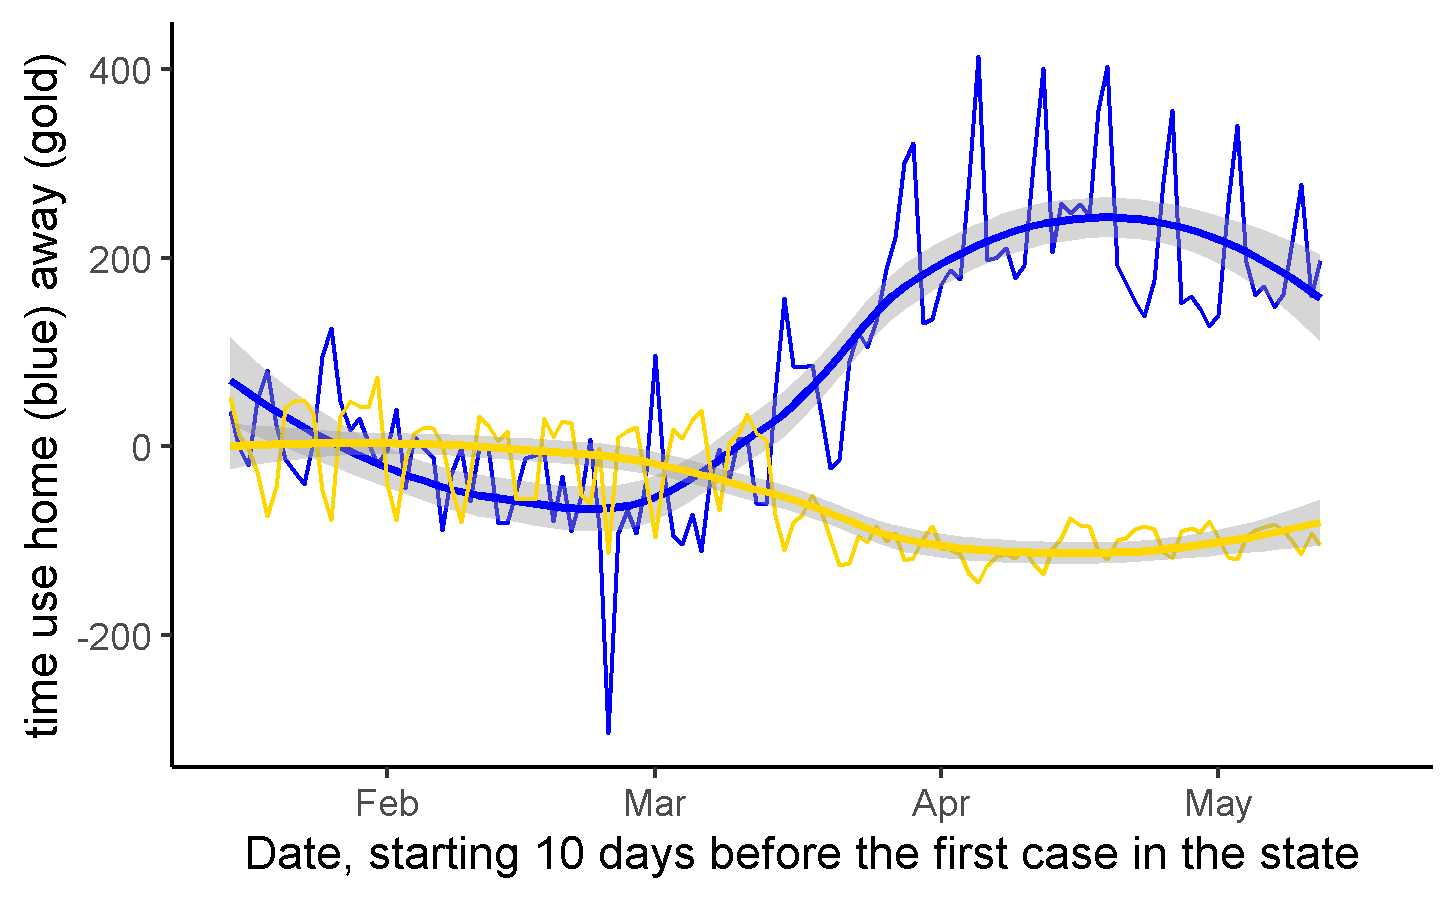 time use home (blue) away (gold)
400
200
0
-200
Feb
Mar
Apr
May
Date, starting 10 days before the first case in the state